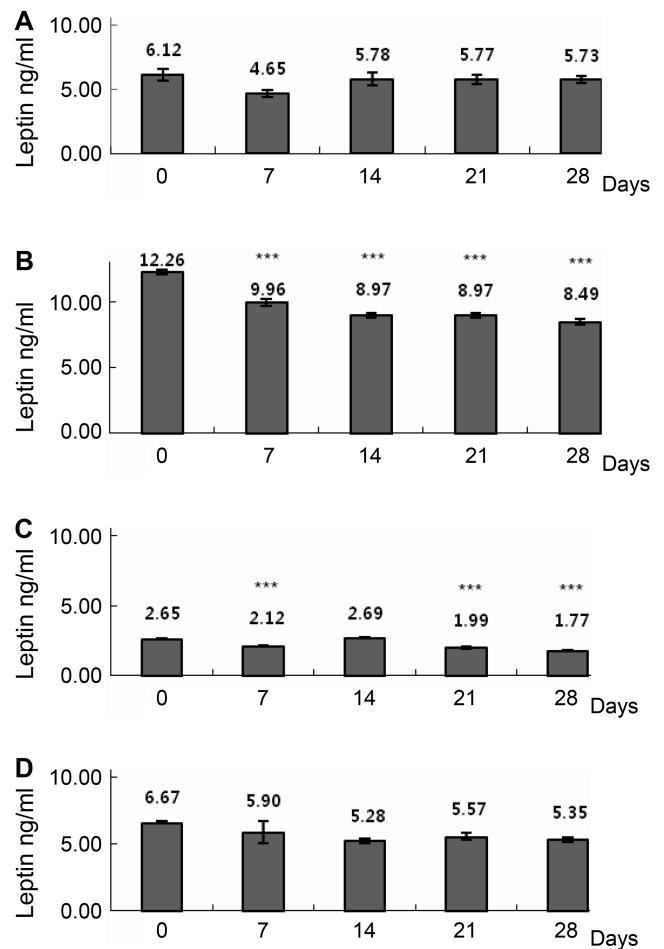 A
10.00
5.00
0.00
Leptin ng/ml
6.12 4.65 5.78 5.77 5.73
0 7 14 21 28 Days
B
10.00
5.00
0.00
Leptin ng/ml
*** *** *** ***
12.26 9.96 8.97 8.97 8.49
0 7 14 21 28 Days
C
10.00
5.00
0.00
Leptin ng/ml
*** *** ***
2.65 2.12 2.69 1.99 1.77
0 7 14 21 28 Days
D
10.00
5.00
0.00
Leptin ng/ml
6.67 5.90 5.28 5.57 5.35
0 7 14 21 28 Days